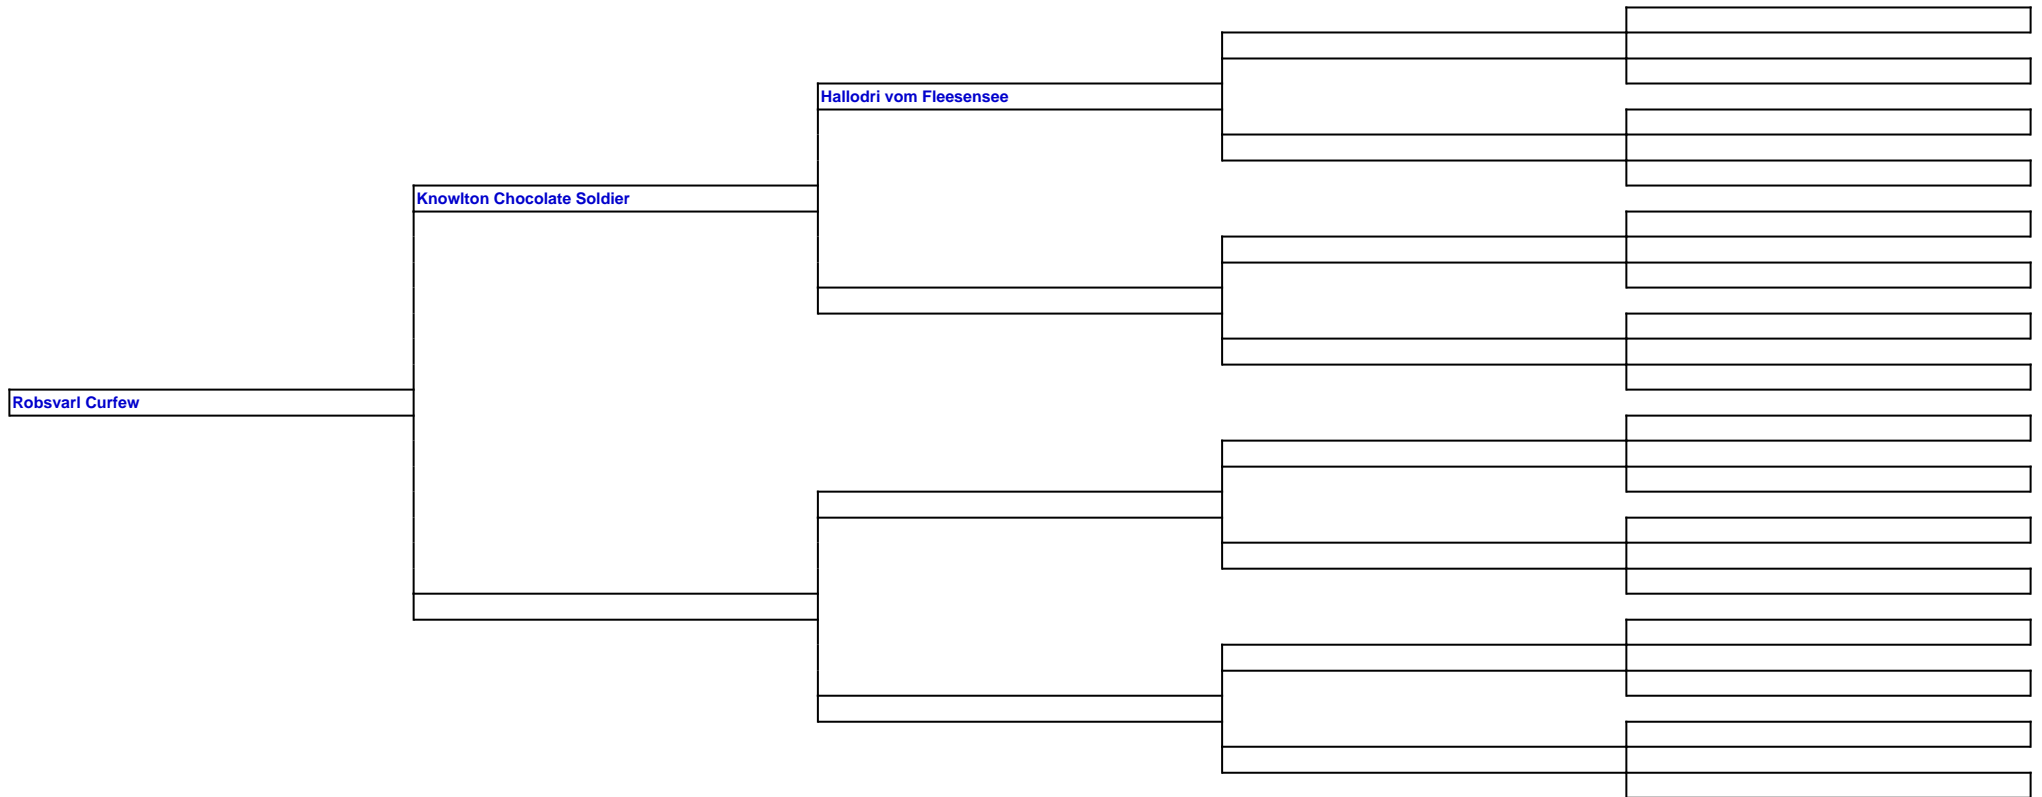 Hallodri vom Fleesensee
Knowlton Chocolate Soldier
Robsvarl Curfew